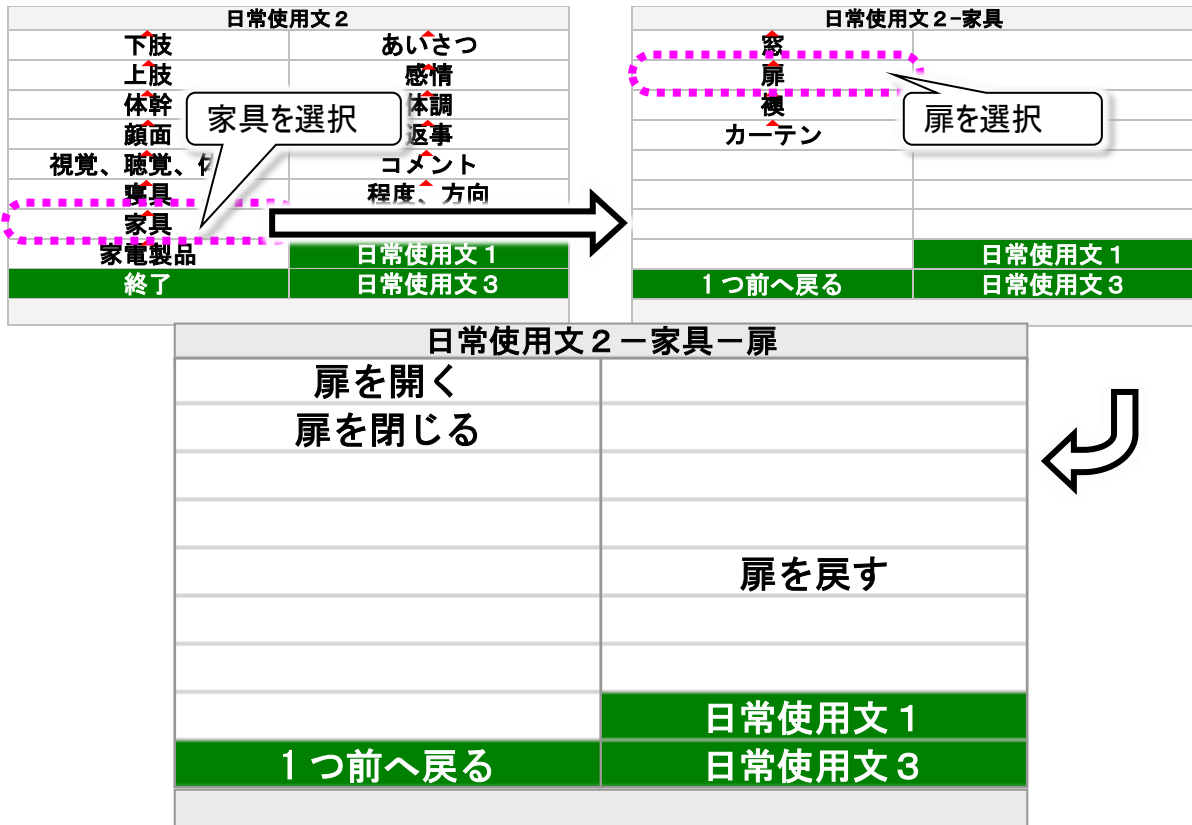 日常使用文２
下肢 あいさつ
上肢 感情
体幹 体調
顔面 返事
視覚、聴覚、 コメント
寝具 程度、方向
家具
家電製品 日常使用文１
終了 日常使用文３
家具を選択
日常使用文２-家具
窓
扉
襖
カーテン
日常使用文１
１つ前へ戻る 日常使用文３
扉を選択
日常使用文２－家具－扉
扉を開く
扉を閉じる
扉を戻す
日常使用文１
１つ前へ戻る 日常使用文３